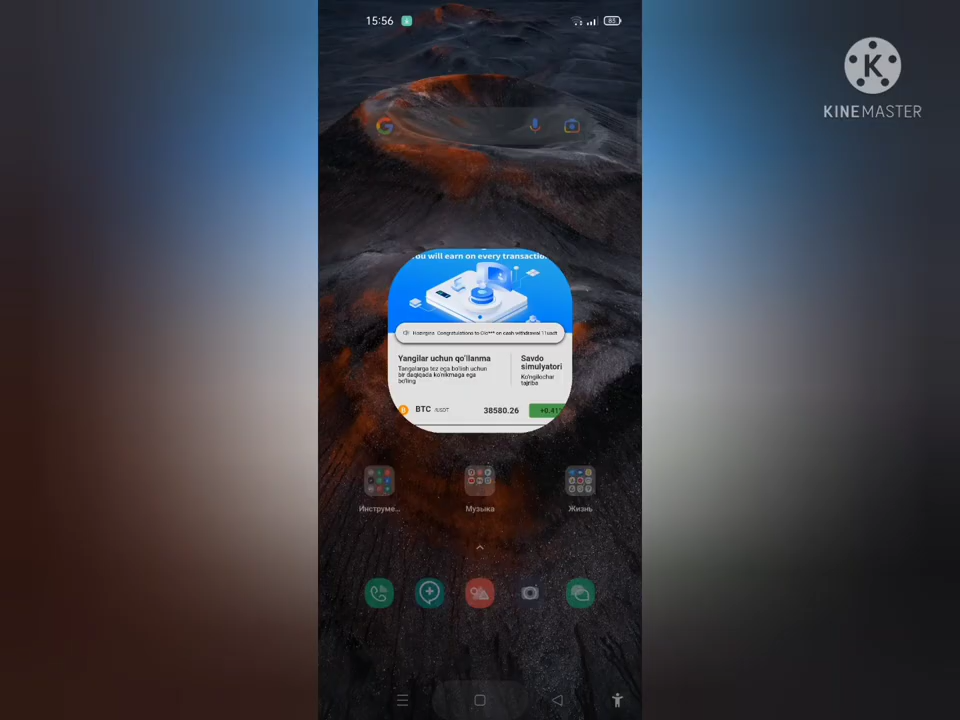 15:56
83
KINEMASTER
ou will earn on every transactio
Congratulations to Clo*** on cash withdrawal 11usdt
Yangilar uchun qo'llanma
Tangalarga tez ega bo'lish uchun
bir daqiqada ko'nikmaga ega
bo'ling
Savdo
simulyatori
Ko'ngilochar
tajriba
BTC /USDT 38580.26 +0.41
Инструме...
Музыка
Жизнь